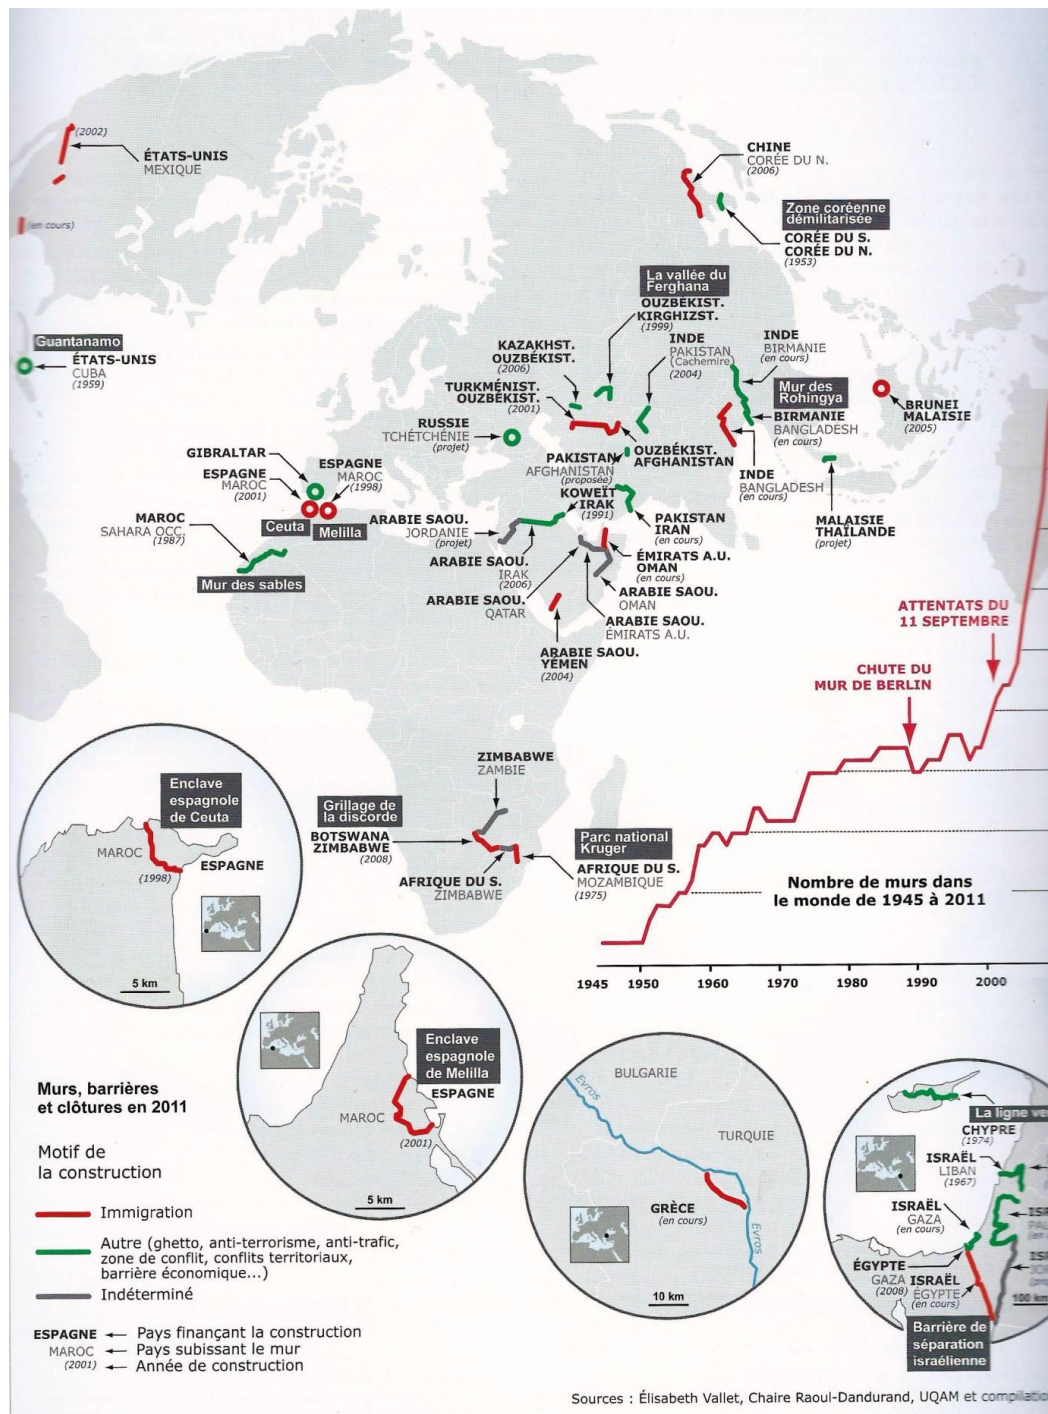 (2002)
ÉTATS-UNIS
MEXIQUE
(en cours)
CHINE
CORÉE DU N.
(2006)
Zone coréenne
démilitarisée
CORÉE DU S.
CORÉE DU N.
(1953)
La vallée du
Ferghana
OUZBÉKIST.
KIRGHIZST.
(1999)
Guantanamo
ÉTATS-UNIS
CUBA
(1959)
KAZAKHST.
OUZBÉKIST.
(2006)
INDE
PAKISTAN
(Cachemire)
(2004)
INDE
BIRMANIE
(en cours)
Mur des
Rohingya
BIRMANIE
BANGLADESH
(en cours)
BRUNEI
MALAISIE
(2005)
TURKMÉNIST.
OUZBÉKIST.
(2001)
RUSSIE
TCHÉTCHÉNIE
(projet)
OUZBÉKIST.
AFGHANISTAN
PAKISTAN
AFGHANISTAN
(proposée)
INDE
BANGLADESH
(en cours)
GIBRALTAR
ESPAGNE
MAROC
(2001)
ESPAGNE
MAROC
(1998)
Ceuta
Melilla
KOWEÏT
IRAK
(1991)
PAKISTAN
IRAN
(en cours)
MALAISIE
THAÏLANDE
(projet)
MAROC
SAHARA OCC.
(1987)
Mur des sables
ARABIE SAOU.
JORDANIE
(projet)
ARABIE SAOU.
IRAK
(2006)
ÉMIRATS A.U.
OMAN
(en cours)
ARABIE SAOU.
QATAR
ARABIE SAOU.
OMAN
ARABIE SAOU.
ÉMIRATS A.U.
ARABIE SAOU.
YÉMEN
(2004)
ATTENTATS DU
11 SEPTEMBRE
CHUTE DU
MUR DE BERLIN
ZIMBABWE
ZAMBIE
Grillage de
la discorde
BOTSWANA
ZIMBABWE
(2008)
Parc national
Kruger
AFRIQUE DU S.
MOZAMBIQUE
(1975)
AFRIQUE DU S.
ZIMBABWE
Nombre de murs dans
le monde de 1945 à 2011
1945 1950 1960 1970 1980 1990 2000
Enclave
espagnole
de Ceuta
MAROC
ESPAGNE
(1998)
5 km
Enclave
espagnole
de Melilla
ESPAGNE
MAROC
(2001)
5 km
BULGARIE
Evros
TURQUIE
GRÈCE
(en cours)
Evros
10 km
La ligne ve
CHYPRE
(1974)
ISRAËL
LIBAN
(1967)
ISRAËL
GAZA
(en cours)
ÉGYPTE
GAZA
(2008)
ISRAËL
ÉGYPTE
(en cours)
100 km
Barrière de
séparation
israélienne
Murs, barrières
et clôtures en 2011
Motif de
la construction
Immigration
Autre (ghetto, anti-terrorisme, anti-trafic,
zone de conflit, conflits territoriaux,
barrière économique...)
Indéterminé
ESPAGNE Pays finançant la construction
MAROC Pays subissant le mur
(2001) Année de construction
Sources : Élisabeth Vallet, Chaire Raoul-Dandurand, UQAM et compilatio